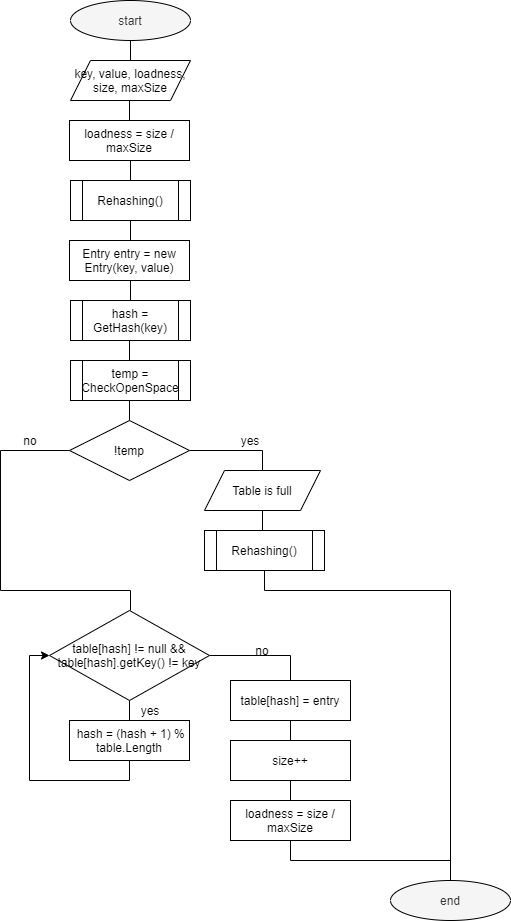 start
key, value, loadness,
size, maxSize
loadness = size /
maxSize
Rehashing()
Entry entry = new
Entry(key, value)
hash =
GetHash(key)
temp =
CheckOpenSpace
no
!temp
yes
Table is full
Rehashing()
table[hash] != null &&
table[hash].getKey() != key
no
yes
hash = (hash + 1) %
table.Length
table[hash] = entry
size++
loadness = size /
maxSize
end